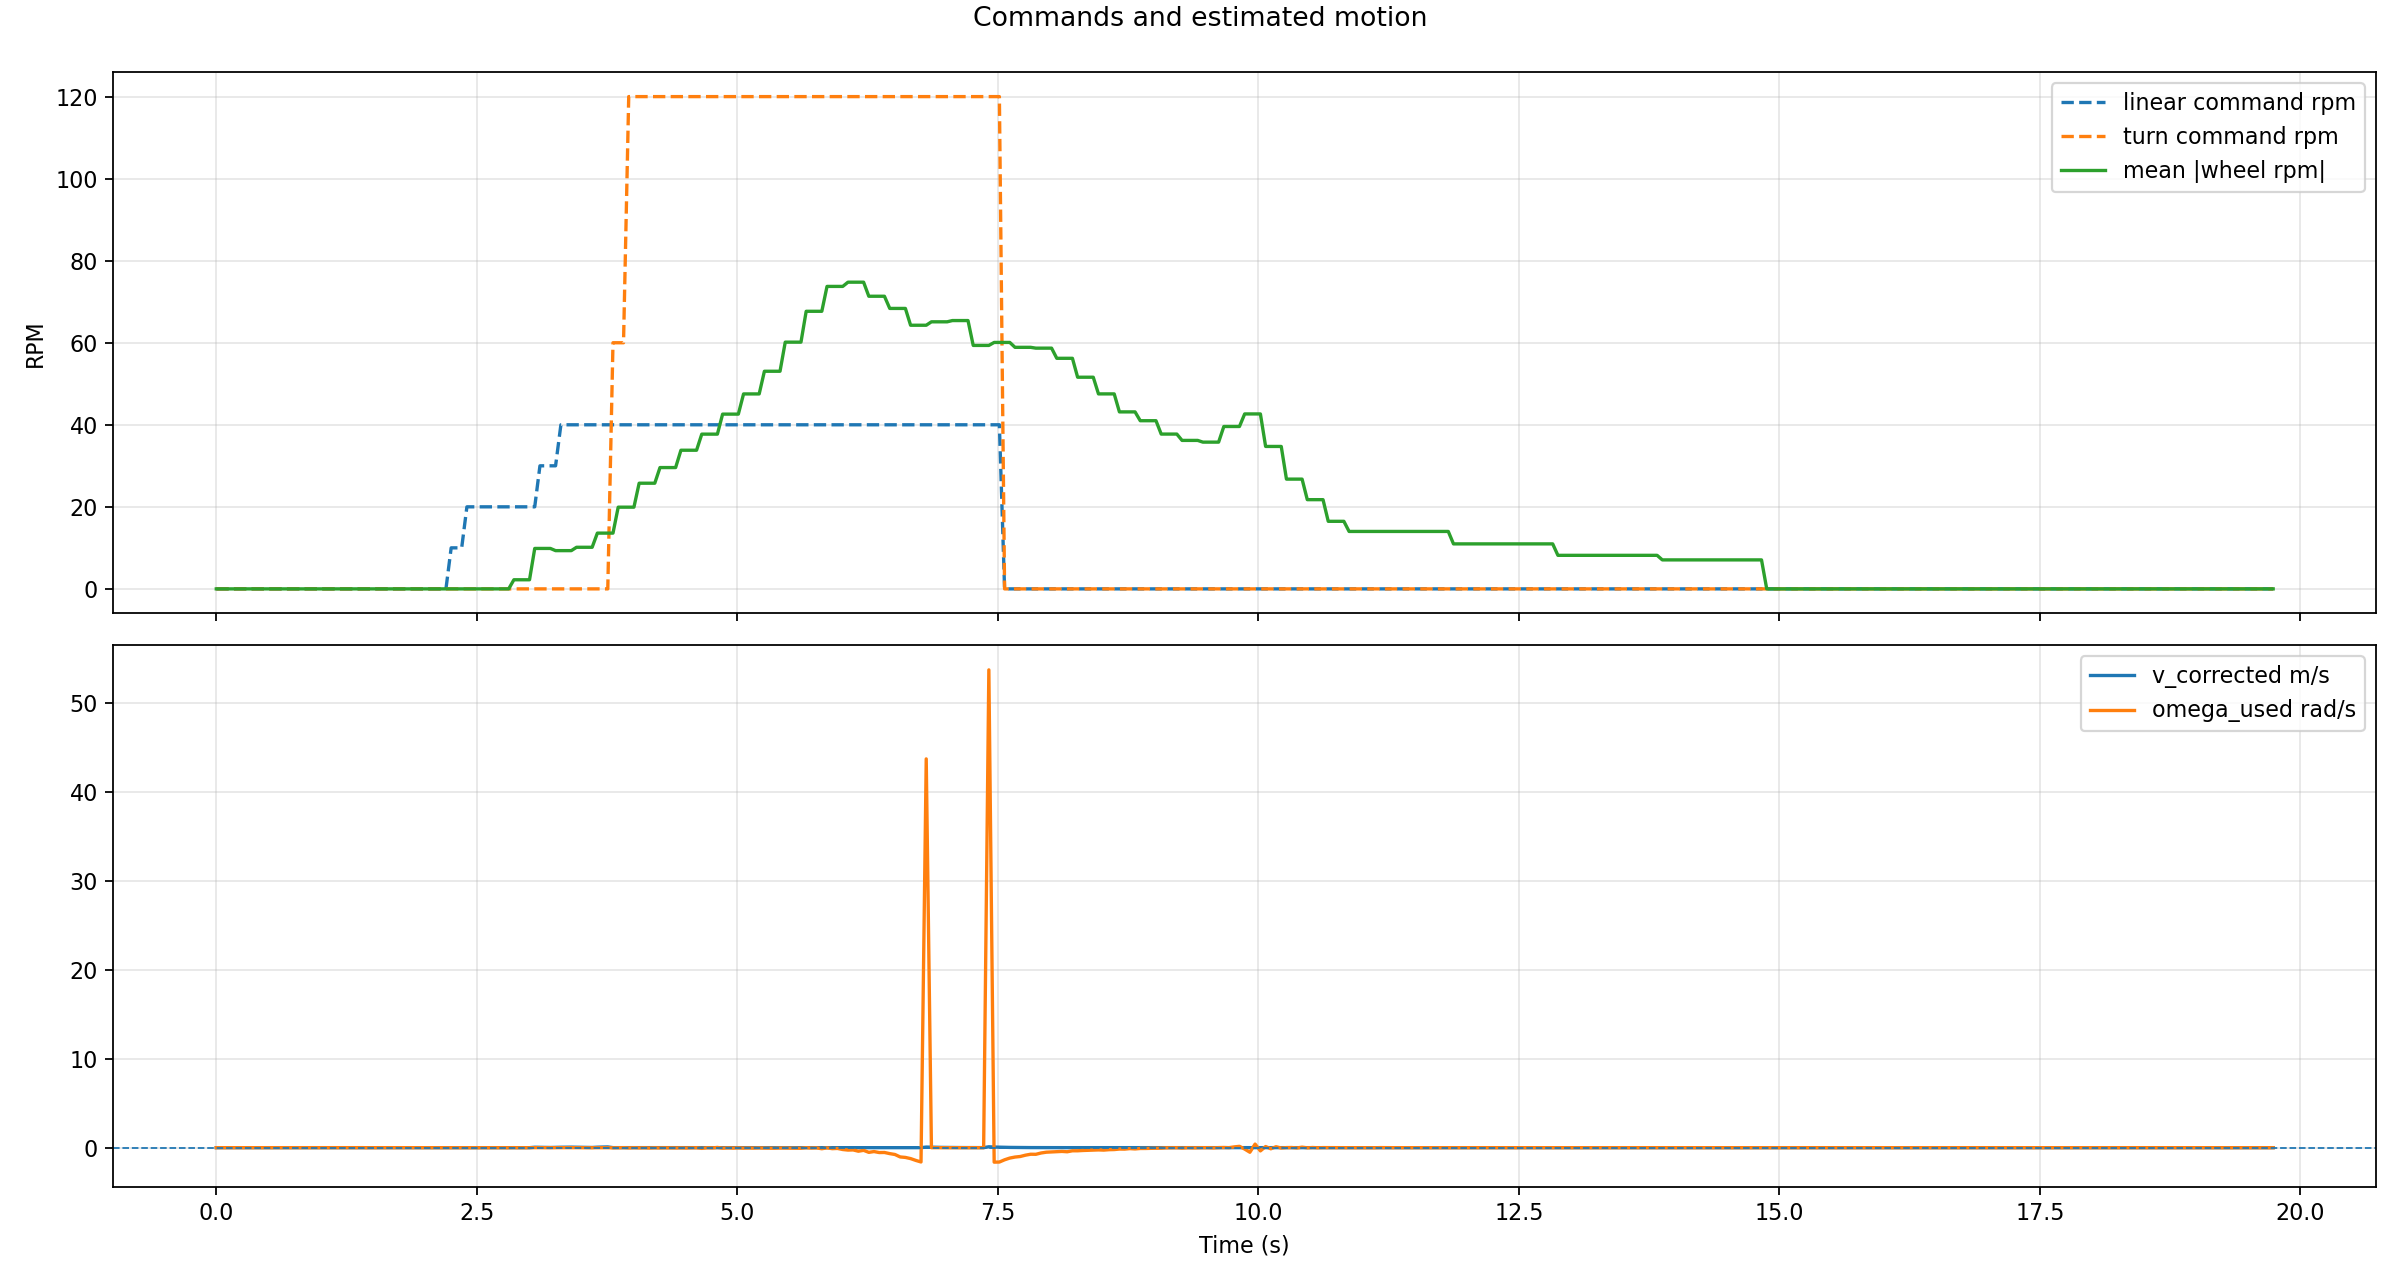 Commands and estimated motion
120
100
80
60
40
20
0
RPM
linear command rpm
turn command rpm
mean |wheel rpm|
50
40
30
20
10
0
v_corrected m/s
omega_used rad/s
0.0 2.5 5.0 7.5 10.0 12.5 15.0 17.5 20.0
Time (s)